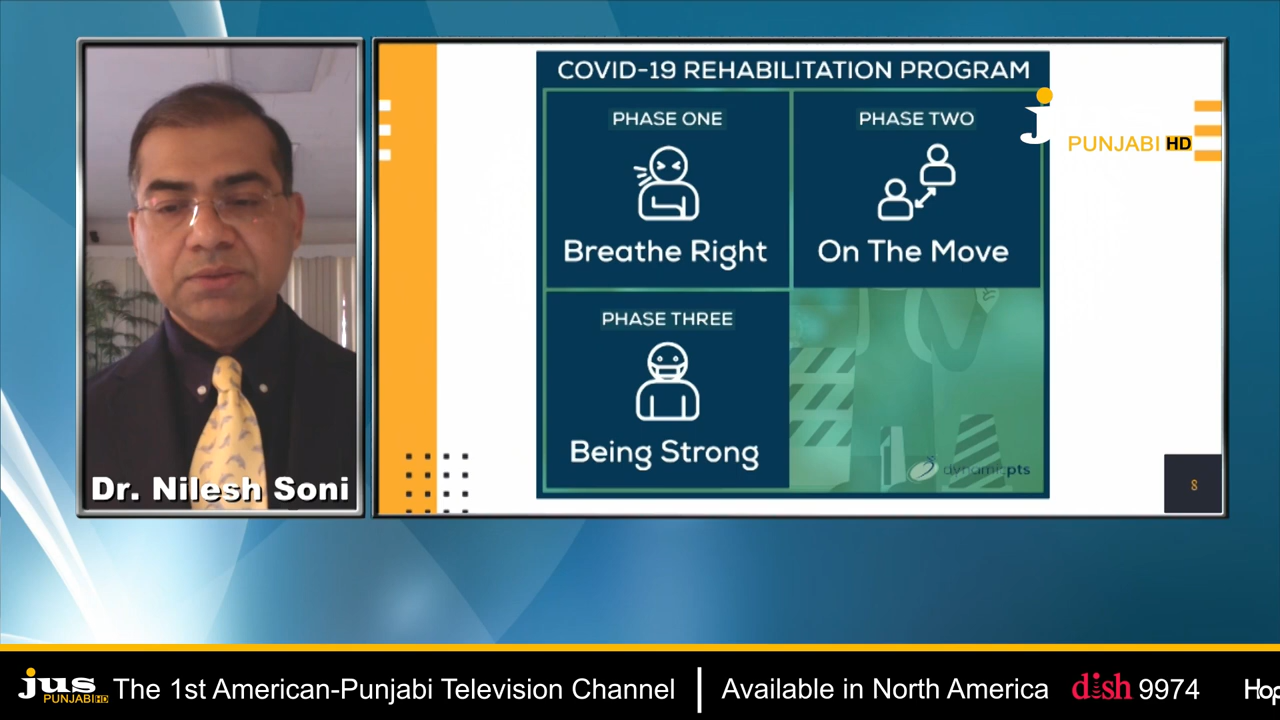 COVID-19 REHABILITATION PROGRAM
PHASE ONE
Breathe Right
PHASE TWO
On The Move
PHASE THREE
Being Strong
dynamicpts
j
PUNJABI HD
8
Dr. Nilesh Soni
jus
PUNJABI HD
The 1st American-Punjabi Television Channel
Available in North America
dish 9974
Hop